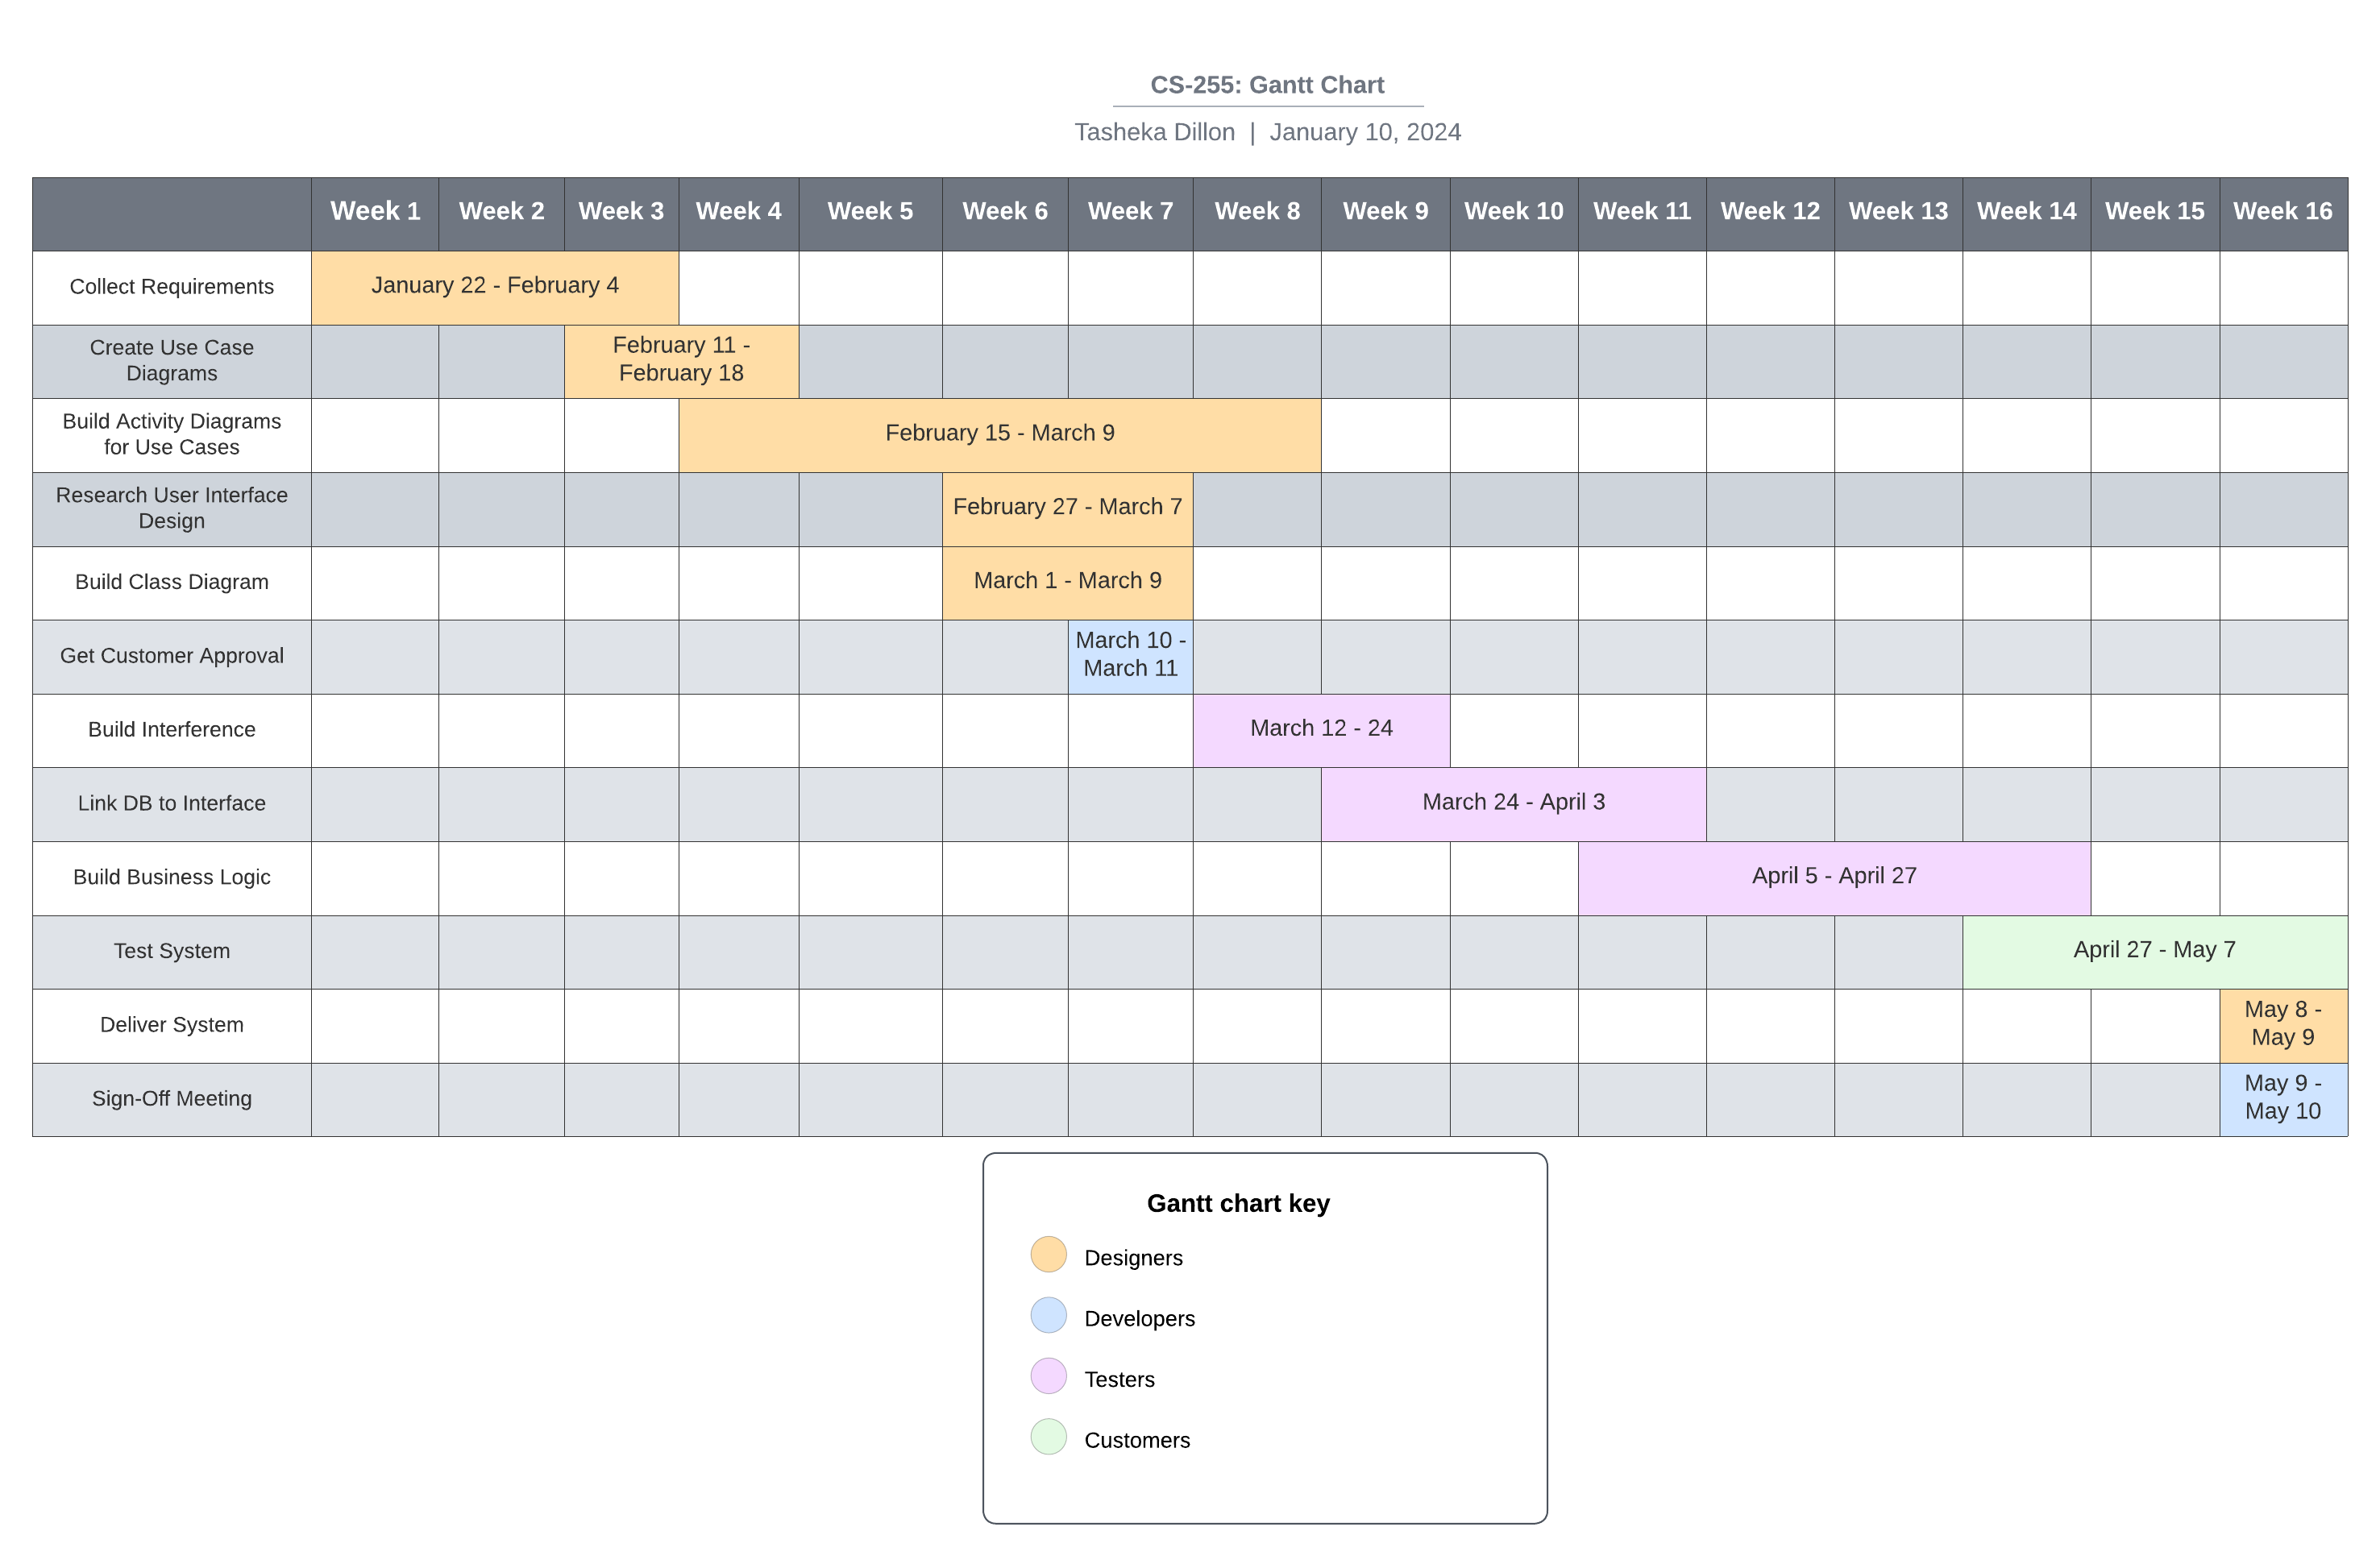 CS-255: Gantt Chart
Tasheka Dillon | January 10, 2024
Week 1 Week 2 Week 3 Week 4 Week 5 Week 6 Week 7 Week 8 Week 9 Week 10 Week 11 Week 12 Week 13 Week 14 Week 15 Week 16
Collect Requirements
January 22 - February 4
Create Use Case
Diagrams
February 11 -
February 18
Build Activity Diagrams
for Use Cases
February 15 - March 9
Research User Interface
Design
February 27 - March 7
Build Class Diagram
March 1 - March 9
Get Customer Approval
March 10 -
March 11
Build Interference
March 12 - 24
Link DB to Interface
March 24 - April 3
Build Business Logic
April 5 - April 27
Test System
April 27 - May 7
Deliver System
May 8 -
May 9
Sign-Off Meeting
May 9 -
May 10
Gantt chart key
Designers
Developers
Testers
Customers